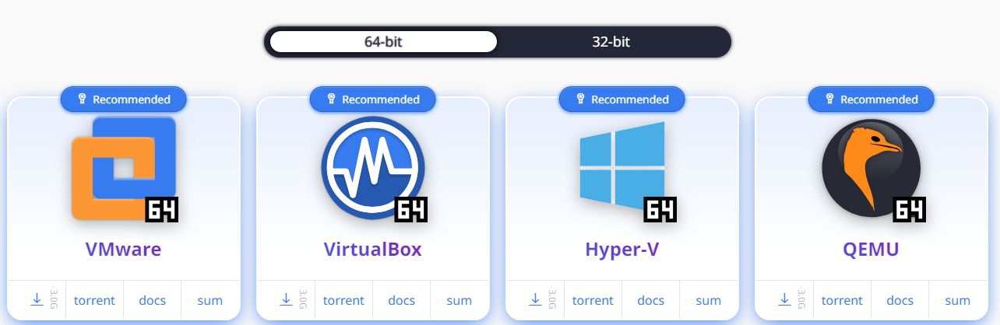 64-bit 32-bit
Recommended Recommended Recommended Recommended
64 64 64 64
VMware VirtualBox Hyper-V QEMU
3.0G torrent docs sum 3.0G torrent docs sum 3.0G torrent docs sum 3.0G torrent docs sum